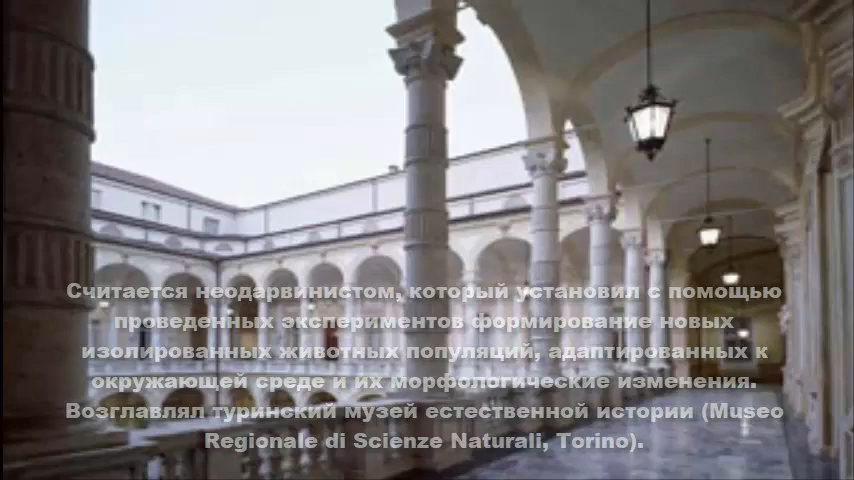 Считается неодарвинистом, который установил с помощью
проведенных экспериментов формирование новых
изолированных животных популяций, адаптированных к
окружающей среде и их морфологические изменения.
Возглавлял туринский музей естественной истории (Museo
Regionale di Scienze Naturali, Torino).